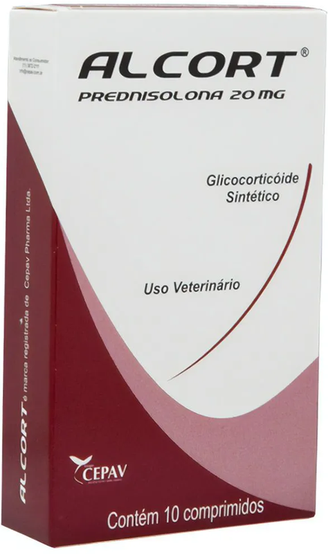 ALCORT®
PREDNISOLONA 20 MG
Glicocorticóide
Sintético
Uso Veterinário
CEPAV
Contém 10 comprimidos
ALCORT é marca registrada de Cepav Pharma Ltda.